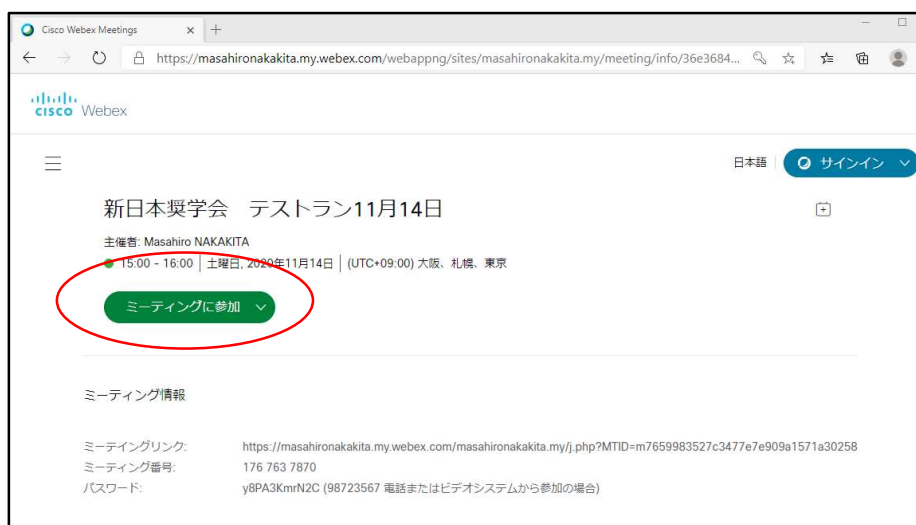 Cisco Webex Meetings
https://masahironakakita.my.webex.com/webappng/sites/masahironakakita.my/meeting/info/36e3684...
CISCO Webex
日本語 サインイン
新日本奨学会 テストラン11月14日
主催者: Masahiro NAKAKITA
15:00 - 16:00 | 土曜日, 2020年11月14日 | (UTC+09:00) 大阪、札幌、東京
ミーティングに参加
ミーティング情報
ミーテイングリンク: https://masahironakakita.my.webex.com/masahironakakita.my/j.php?MTID=m7659983527c3477e7e909a1571a30258
ミーティング番号: 176 763 7870
パスワード: y8PA3KmrN2C (98723567 電話またはビデオシステムから参加の場合)